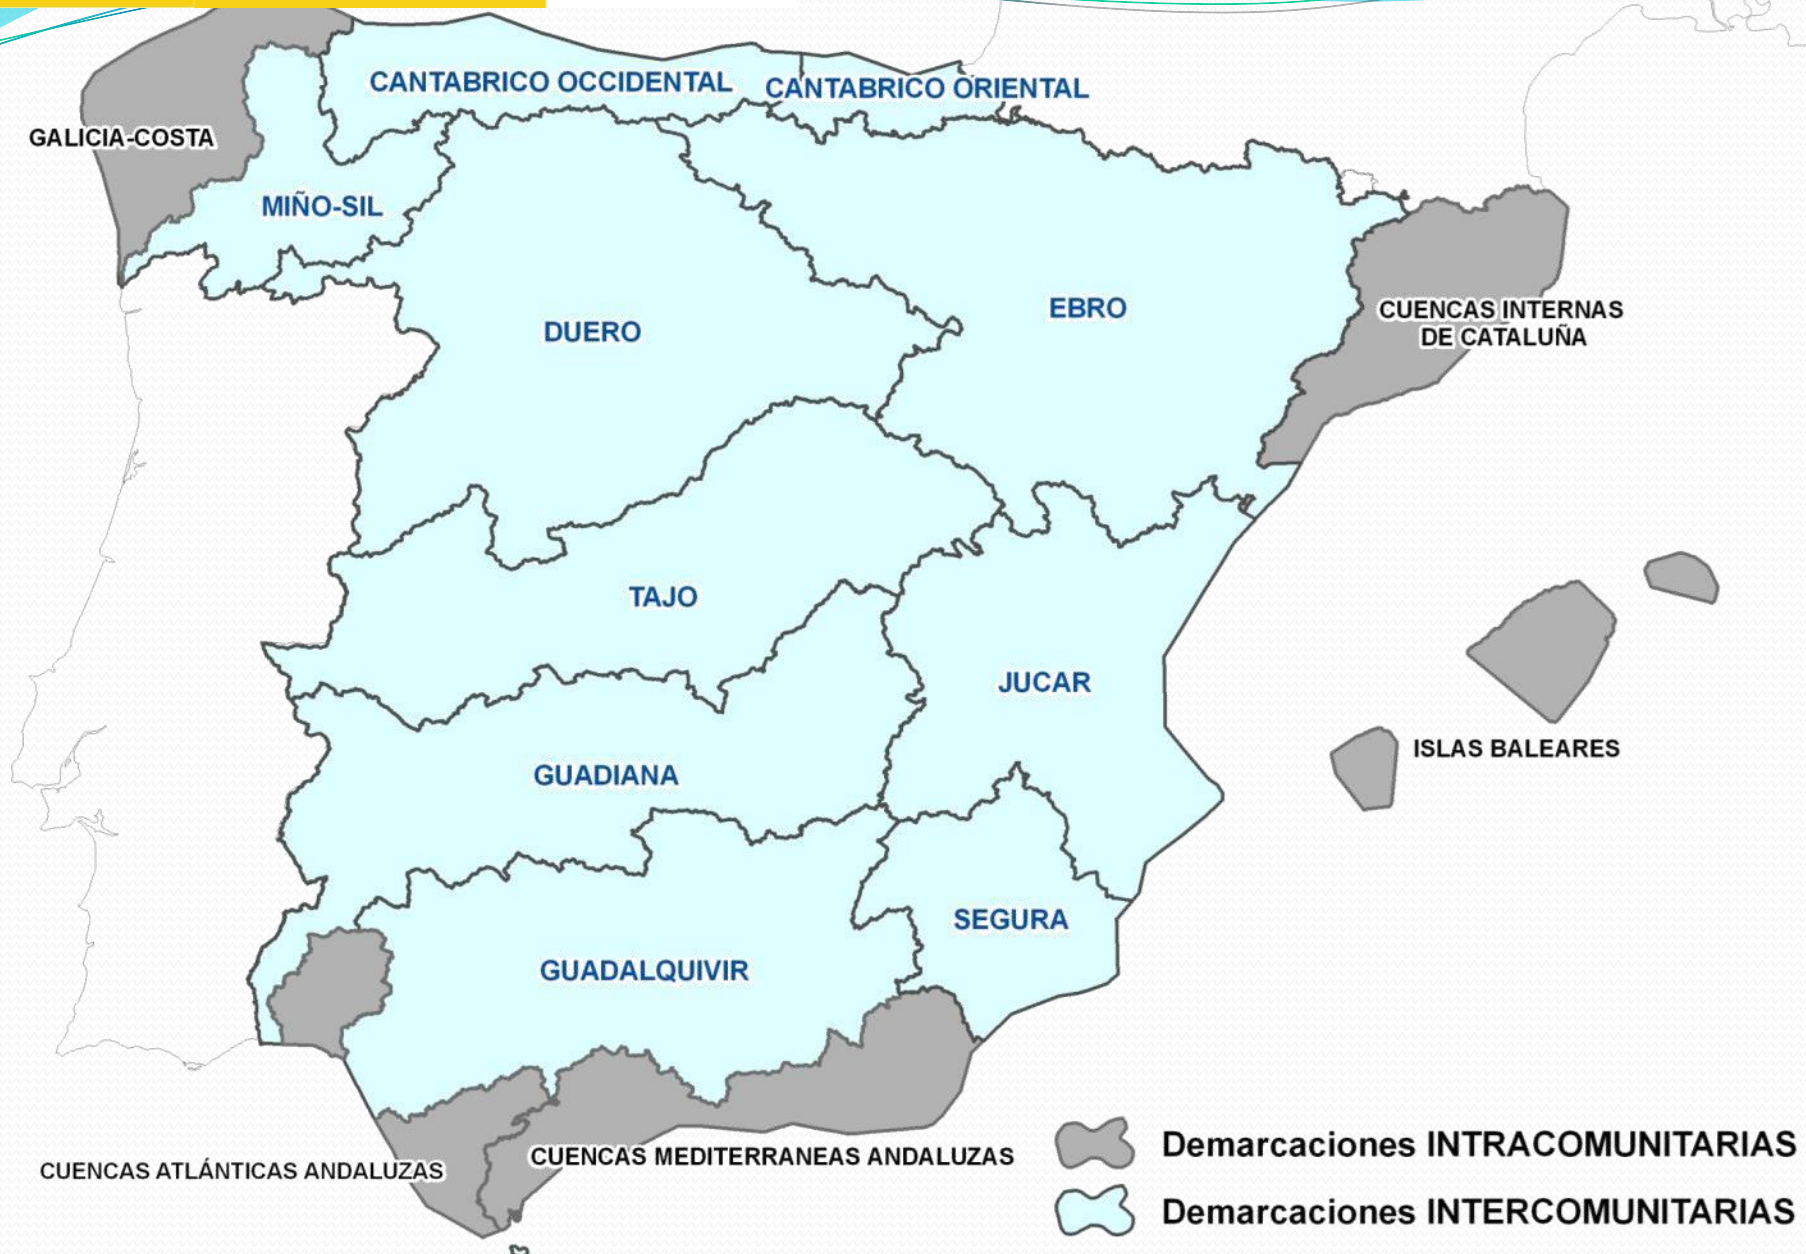 CANTABRICO OCCIDENTAL
CANTABRICO ORIENTAL
GALICIA-COSTA
MIÑO-SIL
DUERO
EBRO
CUENCAS INTERNAS
DE CATALUÑA
TAJO
JUCAR
ISLAS BALEARES
GUADIANA
SEGURA
GUADALQUIVIR
CUENCAS ATLÁNTICAS ANDALUZAS
CUENCAS MEDITERRANEAS ANDALUZAS
Demarcaciones INTRACOMUNITARIAS
Demarcaciones INTERCOMUNITARIAS